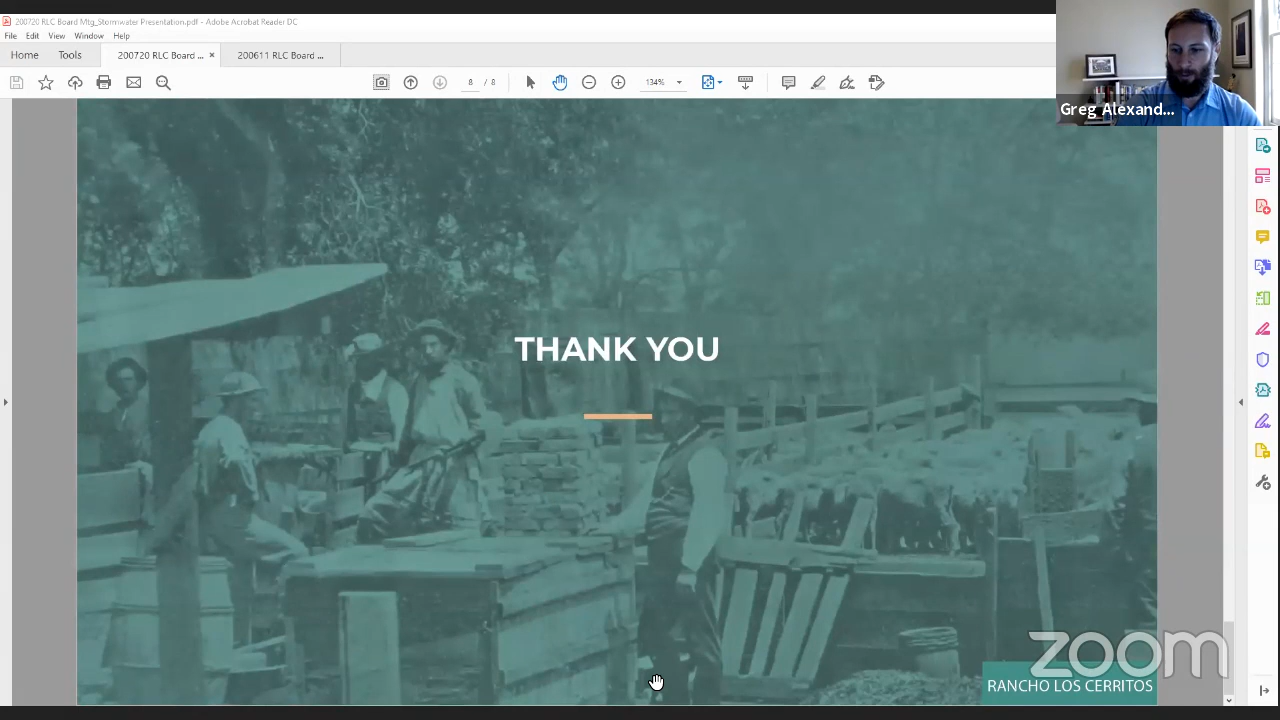 200720 RLC Board Mtg_Stormwater Presentation.pdf - Adobe Acrobat Reader DC
File Edit View Window Help
Home Tools 200720 RLC Board ... × 200611 RLC Board ...
8 / 8 134%
Greg Alexand...
THANK YOU
zoom
RANCHO LOS CERRITOS